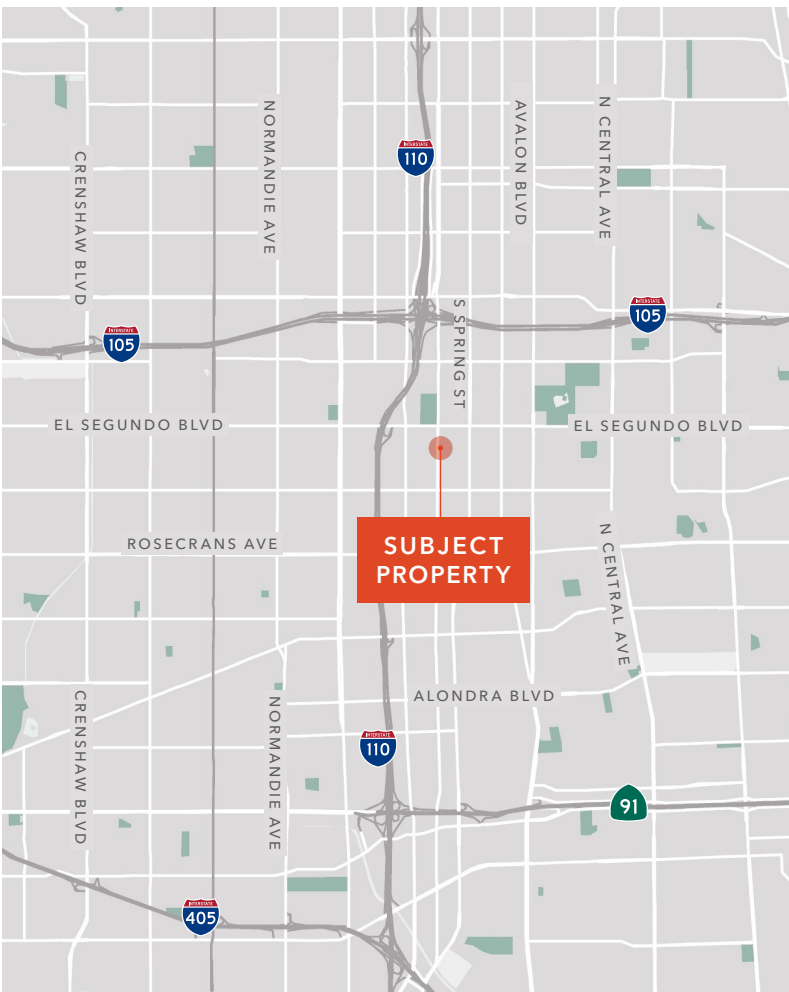 NORMANDIE AVE
AVALON BLVD
N CENTRAL AVE
INTERSTATE
110
CRENSHAW BLVD
INTERSTATE
105
S SPRING ST
INTERSTATE
105
EL SEGUNDO BLVD
EL SEGUNDO BLVD
ROSECRANS AVE
SUBJECT
PROPERTY
N CENTRAL AVE
CRENSHAW BLVD
NORMANDIE AVE
ALONDRA BLVD
INTERSTATE
110
91
INTERSTATE
405